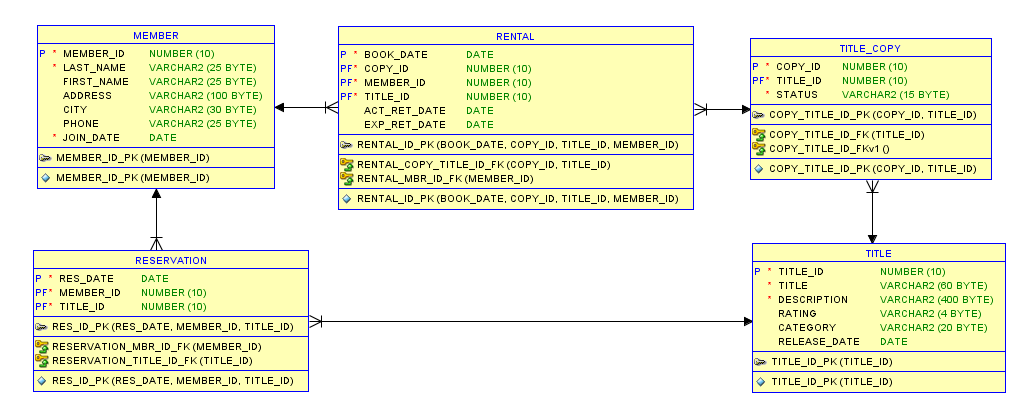 MEMBER
P * MEMBER_ID NUMBER (10)
* LAST_NAME VARCHAR2 (25 BYTE)
FIRST_NAME VARCHAR2 (25 BYTE)
ADDRESS VARCHAR2 (100 BYTE)
CITY VARCHAR2 (30 BYTE)
PHONE VARCHAR2 (25 BYTE)
* JOIN_DATE DATE
MEMBER_ID_PK (MEMBER_ID)
MEMBER_ID_PK (MEMBER_ID)
RENTAL
P * BOOK_DATE DATE
PF* COPY_ID NUMBER (10)
PF* MEMBER_ID NUMBER (10)
PF* TITLE_ID NUMBER (10)
ACT_RET_DATE DATE
EXP_RET_DATE DATE
RENTAL_ID_PK (BOOK_DATE, COPY_ID, TITLE_ID, MEMBER_ID)
RENTAL_COPY_TITLE_ID_FK (COPY_ID, TITLE_ID)
RENTAL_MBR_ID_FK (MEMBER_ID)
RENTAL_ID_PK (BOOK_DATE, COPY_ID, TITLE_ID, MEMBER_ID)
TITLE_COPY
P * COPY_ID NUMBER (10)
PF* TITLE_ID NUMBER (10)
* STATUS VARCHAR2 (15 BYTE)
COPY_TITLE_ID_PK (COPY_ID, TITLE_ID)
COPY_TITLE_ID_FK (TITLE_ID)
COPY_TITLE_ID_FKv1 ()
COPY_TITLE_ID_PK (COPY_ID, TITLE_ID)
RESERVATION
P * RES_DATE DATE
PF* MEMBER_ID NUMBER (10)
PF* TITLE_ID NUMBER (10)
RES_ID_PK (RES_DATE, MEMBER_ID, TITLE_ID)
RESERVATION_MBR_ID_FK (MEMBER_ID)
RESERVATION_TITLE_ID_FK (TITLE_ID)
RES_ID_PK (RES_DATE, MEMBER_ID, TITLE_ID)
TITLE
P * TITLE_ID NUMBER (10)
* TITLE VARCHAR2 (60 BYTE)
* DESCRIPTION VARCHAR2 (400 BYTE)
RATING VARCHAR2 (4 BYTE)
CATEGORY VARCHAR2 (20 BYTE)
RELEASE_DATE DATE
TITLE_ID_PK (TITLE_ID)
TITLE_ID_PK (TITLE_ID)